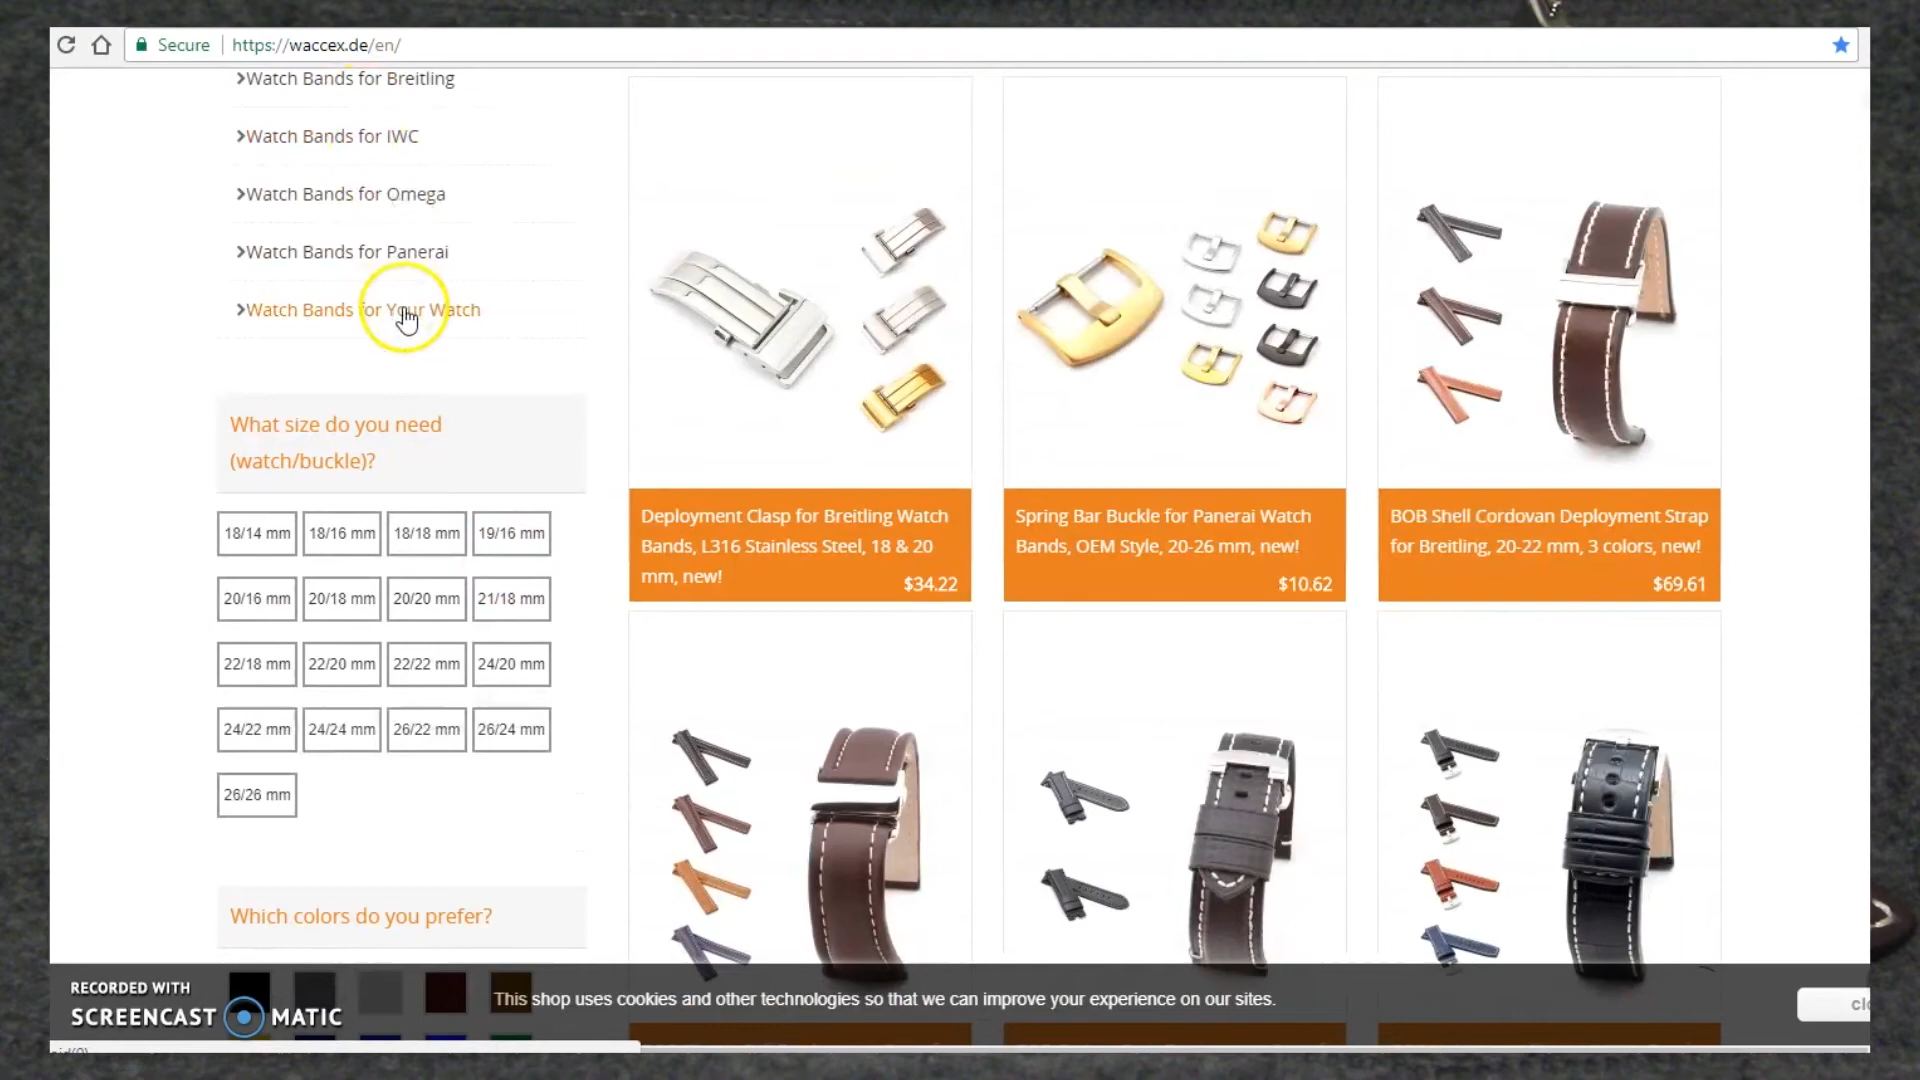 Secure
https://waccex.de/en/
Watch Bands for Breitling
Watch Bands for IWC
Watch Bands for Omega
Watch Bands for Panerai
Watch Bands for Your Watch
What size do you need
(watch/buckle)?
18/14 mm 18/16 mm 18/18 mm 19/16 mm
20/16 mm 20/18 mm 20/20 mm 21/18 mm
22/18 mm 22/20 mm 22/22 mm 24/20 mm
24/22 mm 24/24 mm 26/22 mm 26/24 mm
26/26 mm
Which colors do you prefer?
Deployment Clasp for Breitling Watch
Bands, L316 Stainless Steel, 18 & 20
mm, new!
$34.22
Spring Bar Buckle for Panerai Watch
Bands, OEM Style, 20-26 mm, new!
$10.62
BOB Shell Cordovan Deployment Strap
for Breitling, 20-22 mm, 3 colors, new!
$69.61
This shop uses cookies and other technologies so that we can improve your experience on our sites.
RECORDED WITH
SCREENCAST MATIC